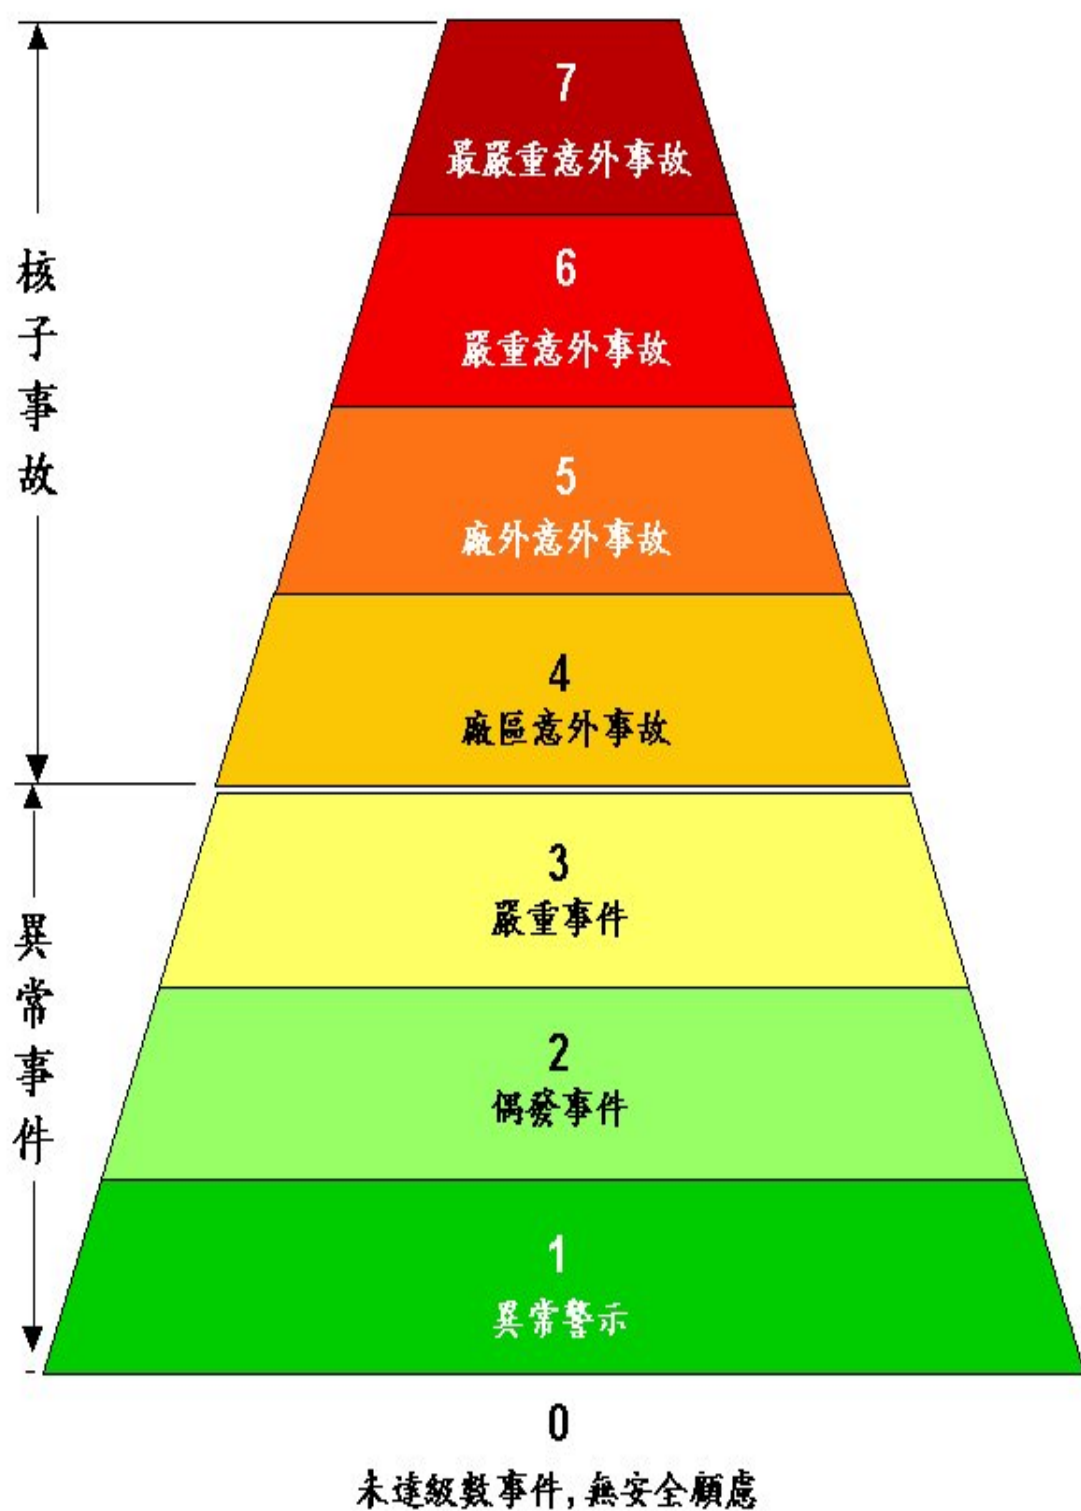 7
最嚴重意外事故
6
嚴重意外事故
5
廠外意外事故
4
廠區意外事故
3
嚴重事件
2
偶發事件
1
異常警示
0
未達級數事件,無安全顧慮
核子事故
異常事件